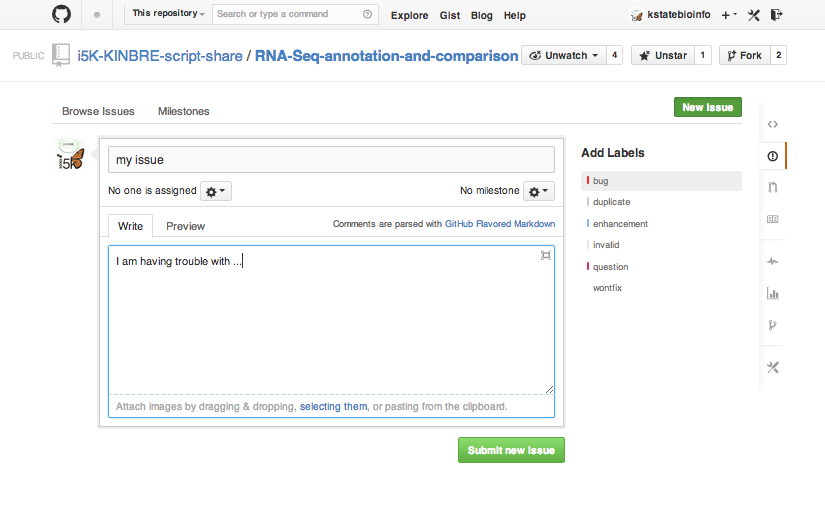 This repository Search or type a command Explore Gist Blog Help kstatebioinfo
PUBLIC i5K-KINBRE-script-share / RNA-Seq-annotation-and-comparison Unwatch 4 Unstar 1 Fork 2
Browse Issues Milestones New Issue
my issue
Add Labels
No one is assigned No milestone
bug
duplicate
Write Preview Comments are parsed with GitHub Flavored Markdown
enhancement
I am having trouble with ...
invalid
question
wontfix
Attach images by dragging & dropping, selecting them, or pasting from the clipboard.
Submit new issue